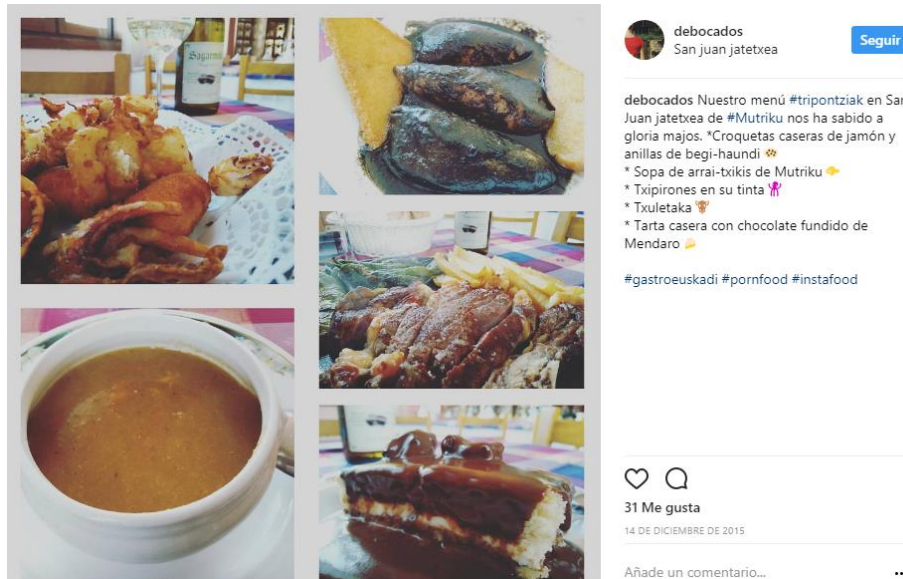 Sagarno
debocados
San juan jatetxea
Seguir
debocados Nuestro menú #tripontziak en San
Juan jatetxea de #Mutriku nos ha sabido a
gloria majos. *Croquetas caseras de jamón y
anillas de begi-haundi
* Sopa de arrai-txikis de Mutriku
* Txipirones en su tinta
* Txuletaka
* Tarta casera con chocolate fundido de
Mendaro
#gastroeuskadi #pornfood #instafood
31 Me gusta
14 DE DICIEMBRE DE 2015
Añade un comentario...